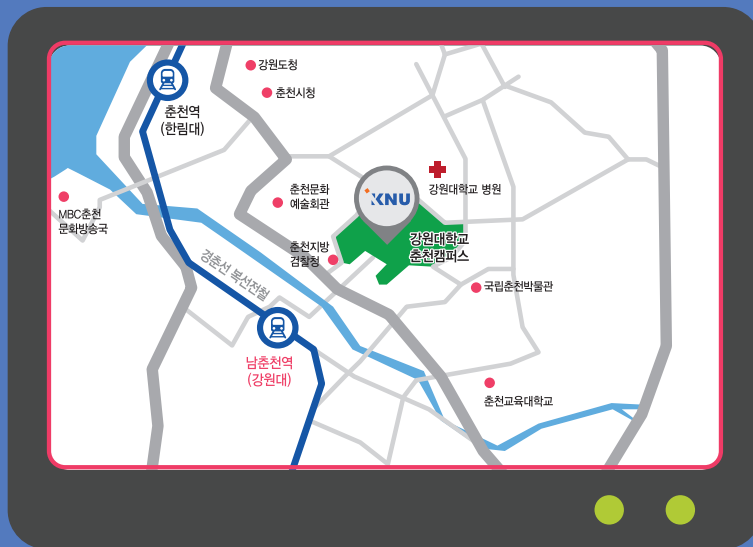 강원도청
춘천시청
춘천역
(한림대)
강원대학교 병원
춘천문화
예술회관
KNU
MBC춘천
문화방송국
강원대학교
춘천캠퍼스
춘천지방
검찰청
경춘선 복선전철
국립춘천박물관
남춘천역
(강원대)
춘천교육대학교